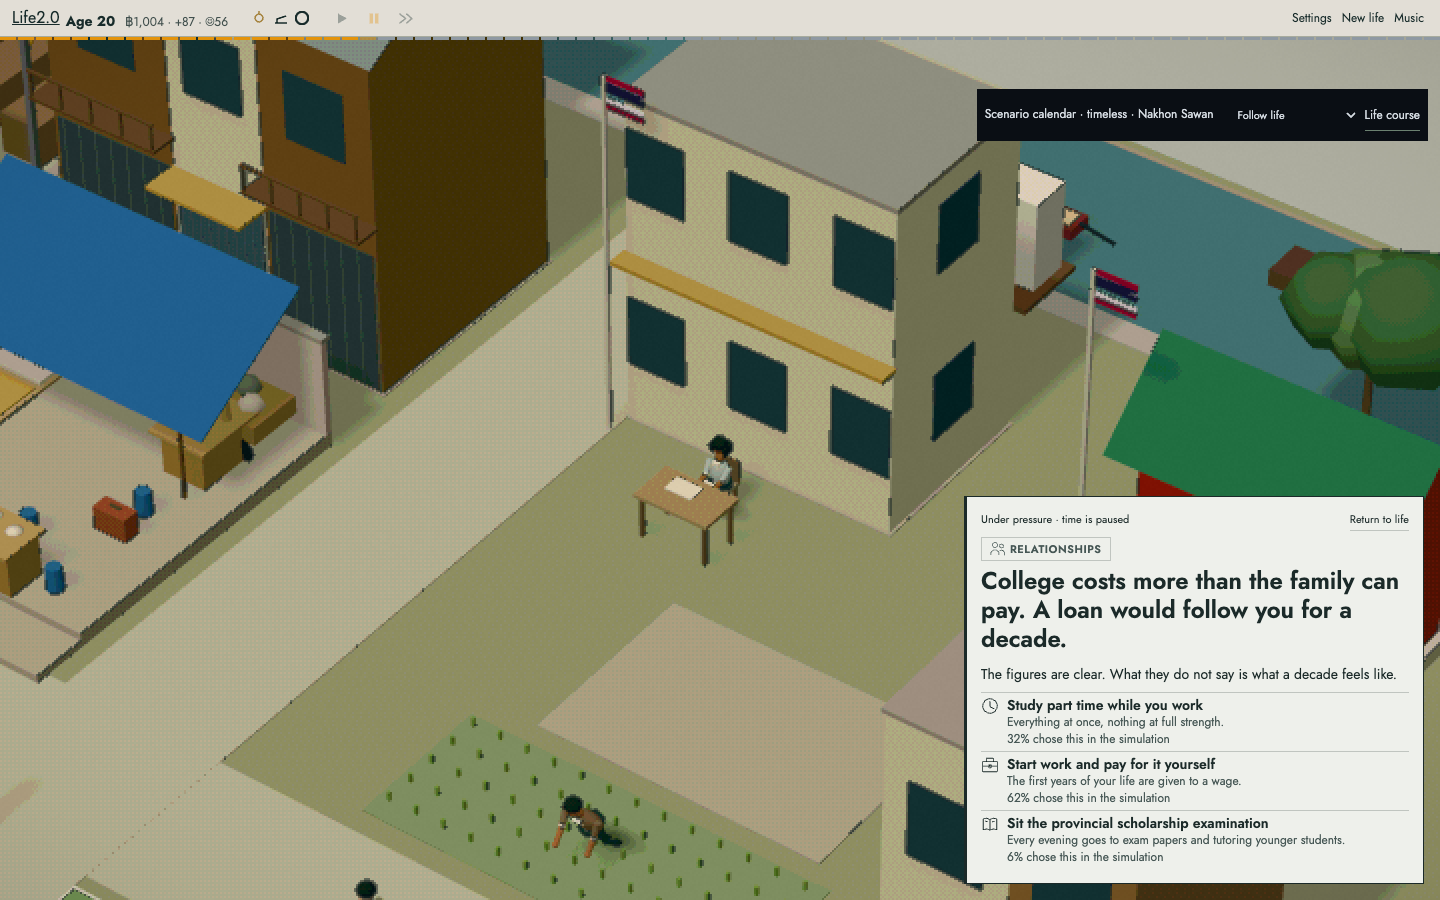 Life2.0 Age 20 ฿1,004 · +87 · ☺56
Settings New life Music
Scenario calendar · timeless · Nakhon Sawan Follow life Life course
Under pressure · time is paused Return to life
RELATIONSHIPS
College costs more than the family can
pay. A loan would follow you for a
decade.
The figures are clear. What they do not say is what a decade feels like.
Study part time while you work
Everything at once, nothing at full strength.
32% chose this in the simulation
Start work and pay for it yourself
The first years of your life are given to a wage.
62% chose this in the simulation
Sit the provincial scholarship examination
Every evening goes to exam papers and tutoring younger students.
6% chose this in the simulation